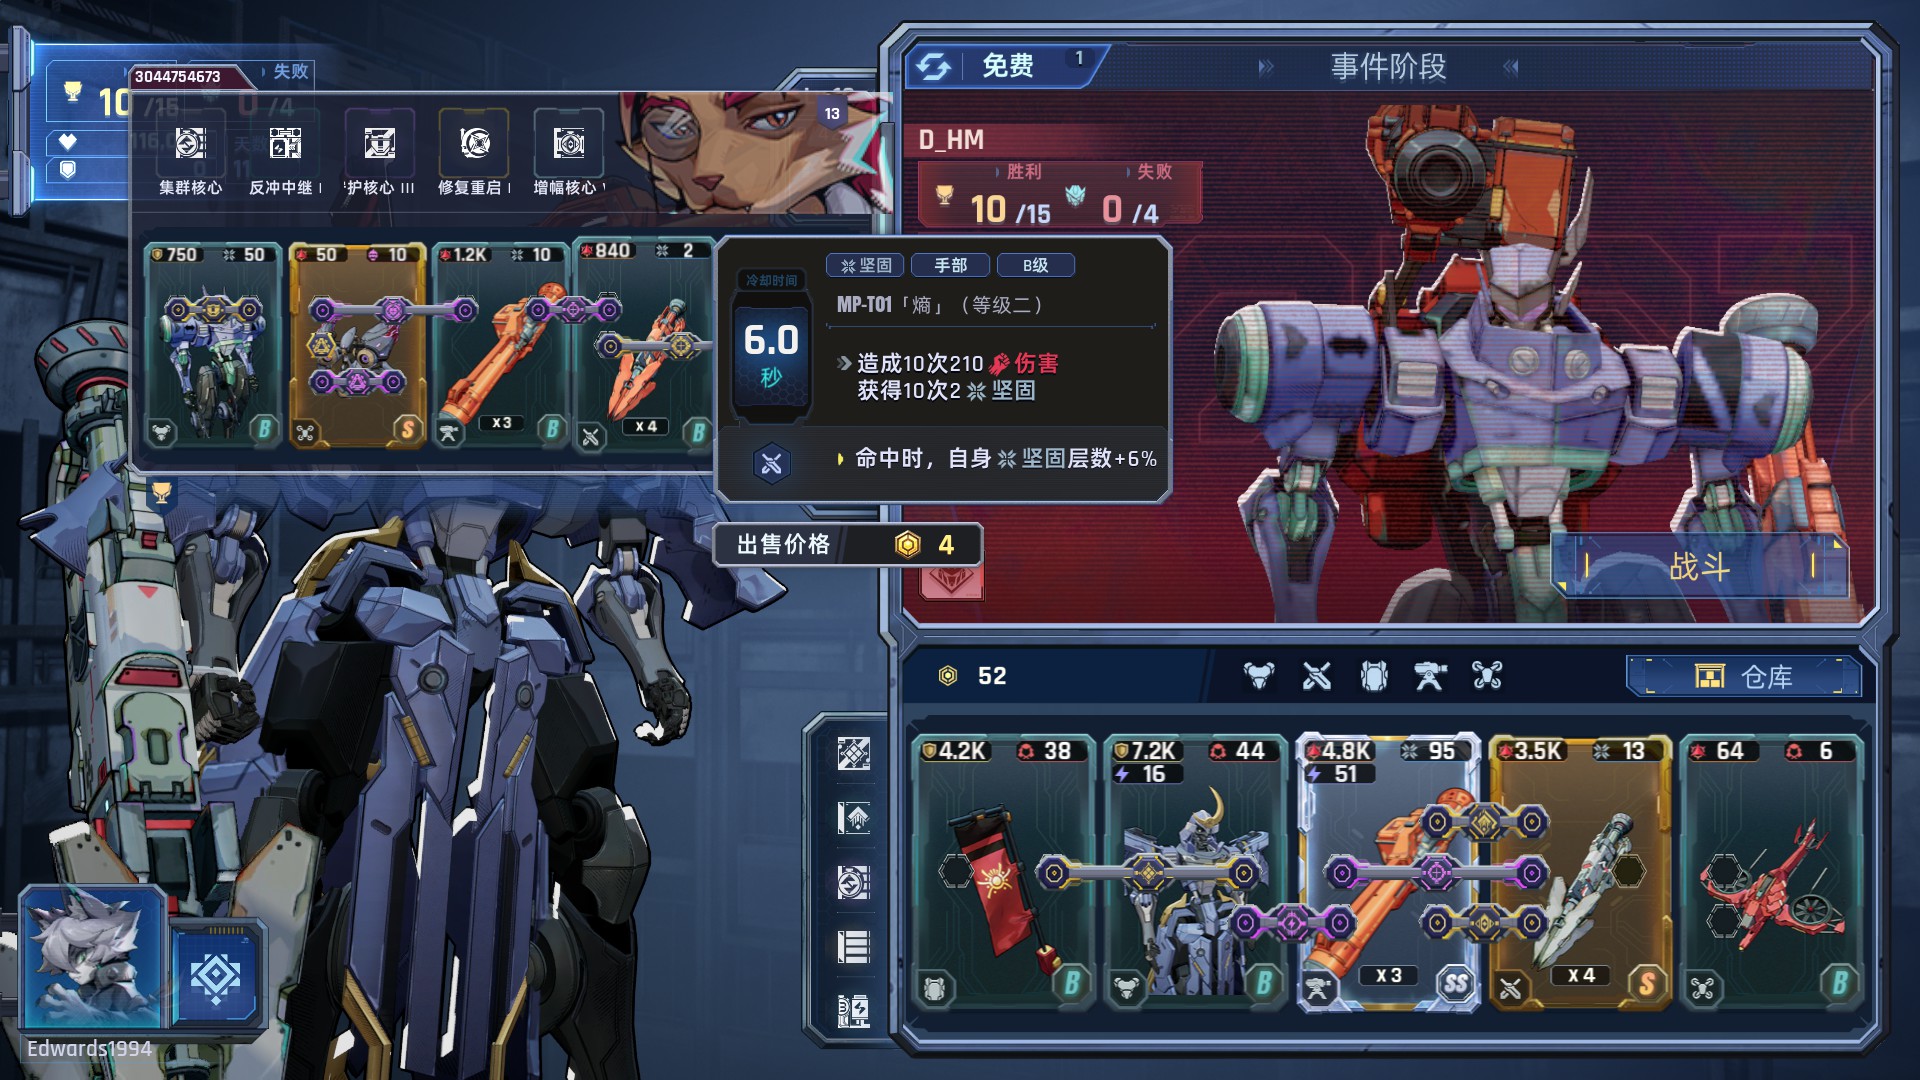 3044754673
失败
10 /15
0 /4
13
集群核心
反冲中继 I
护核心 III
修复重启 I
增幅核心
750 50
50 10
1.2K 10
840 2
B
S
x3 B
x4 B
坚固 手部 B级
冷却时间
6.0
秒
MP-T01「熵」（等级二）
造成10次210 伤害
获得10次2 坚固
命中时，自身 坚固层数+6%
出售价格 4
免费 1
事件阶段
D_HM
胜利 失败
10 /15 0 /4
战斗
52
仓库
4.2K 38
7.2K 44
16
4.8K 95
51
3.5K 13
64 6
B
B
x3 SS
x4 S
B
Edwards1994